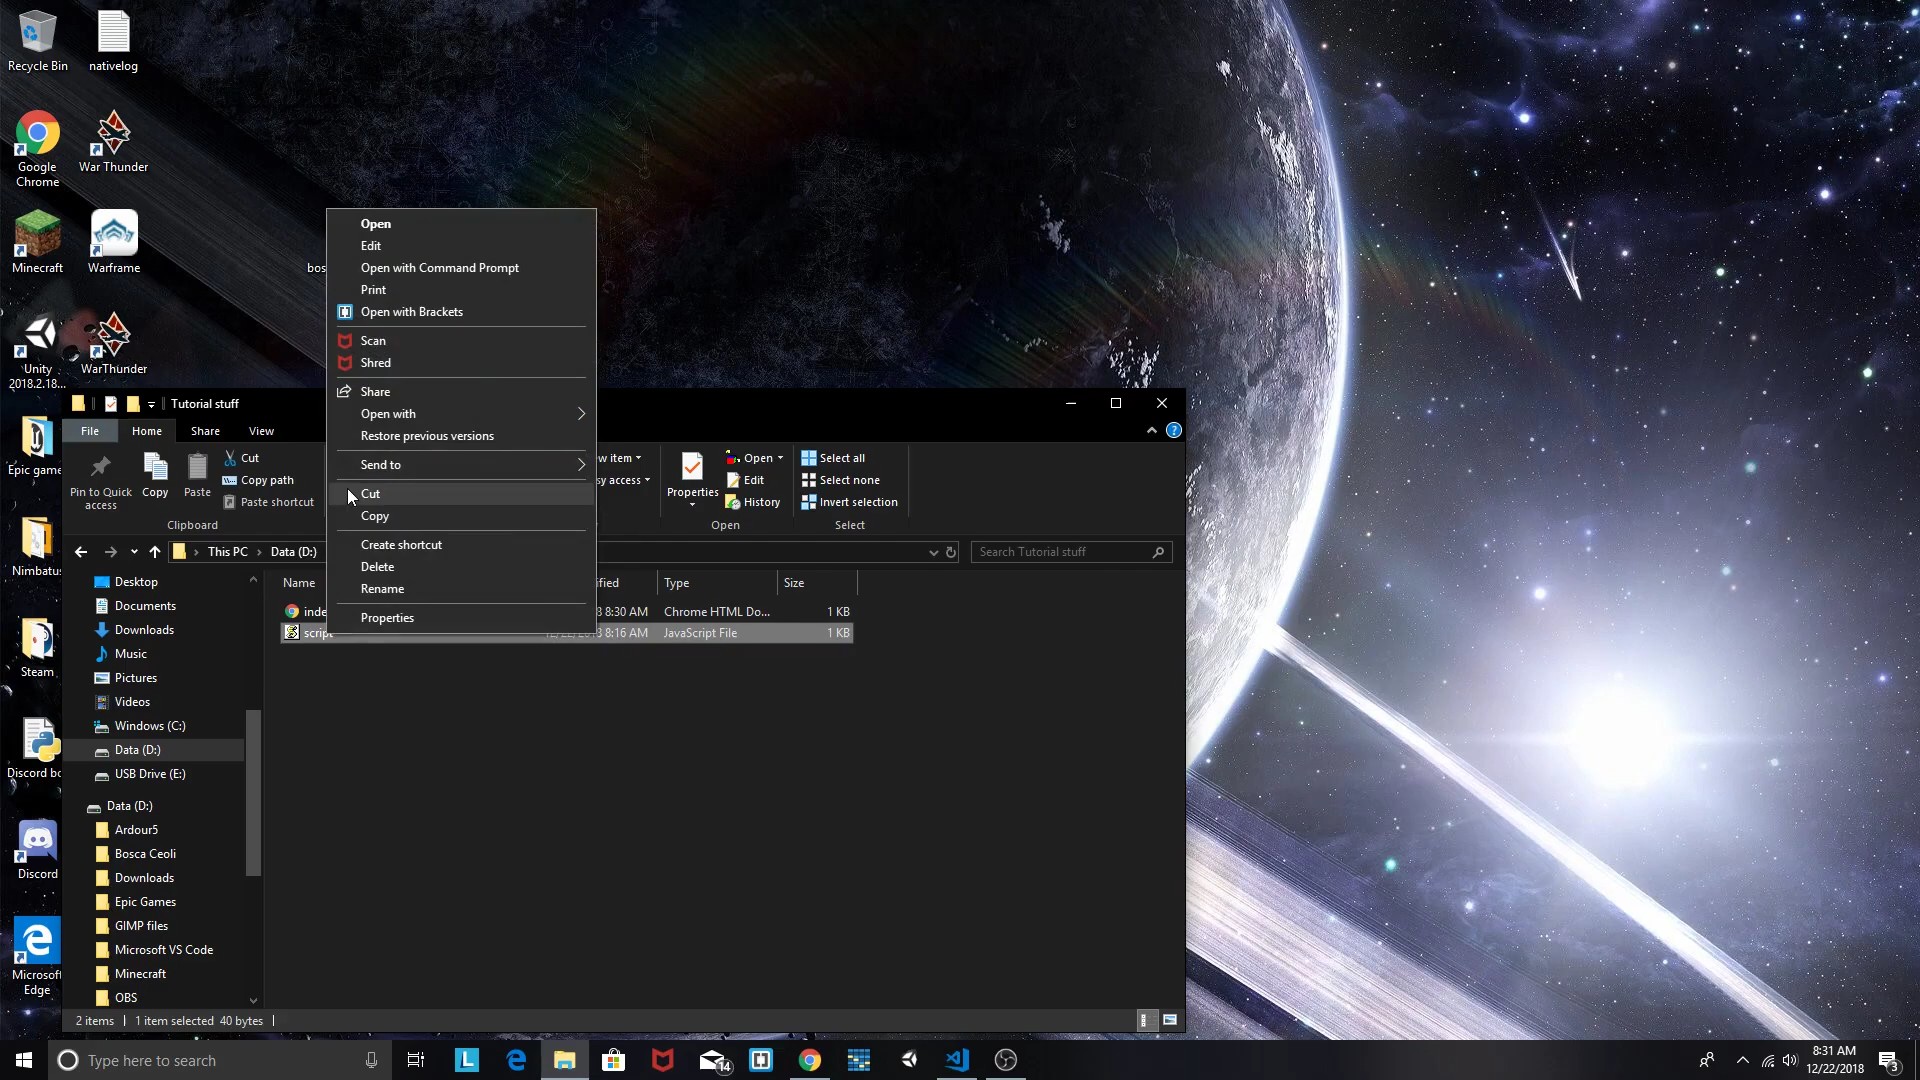 Recycle Bin
nativelog
Google
Chrome
War Thunder
Minecraft
Warframe
bos
Unity
2018.2.18...
WarThunder
Epic game
Nimbatus
Steam
Discord bo
Discord
Microsoft
Edge
Open
Edit
Open with Command Prompt
Print
Open with Brackets
Scan
Shred
Share
Open with
Restore previous versions
Send to
Cut
Copy
Create shortcut
Delete
Rename
Properties
Tutorial stuff
File
Home
Share
View
Pin to Quick
access
Copy
Paste
Cut
Copy path
Paste shortcut
Clipboard
ew item
sy access
Properties
Open
Edit
History
Open
Select all
Select none
Invert selection
Select
This PC
Data (D:)
Search Tutorial stuff
Name
ified
Type
Size
inde
8:30 AM
Chrome HTML Do...
1 KB
script
8:16 AM
JavaScript File
1 KB
Desktop
Documents
Downloads
Music
Pictures
Videos
Windows (C:)
Data (D:)
USB Drive (E:)
Data (D:)
Ardour5
Bosca Ceoli
Downloads
Epic Games
GIMP files
Microsoft VS Code
Minecraft
OBS
2 items
1 item selected 40 bytes
Type here to search
L
14
8:31 AM
12/22/2018
3